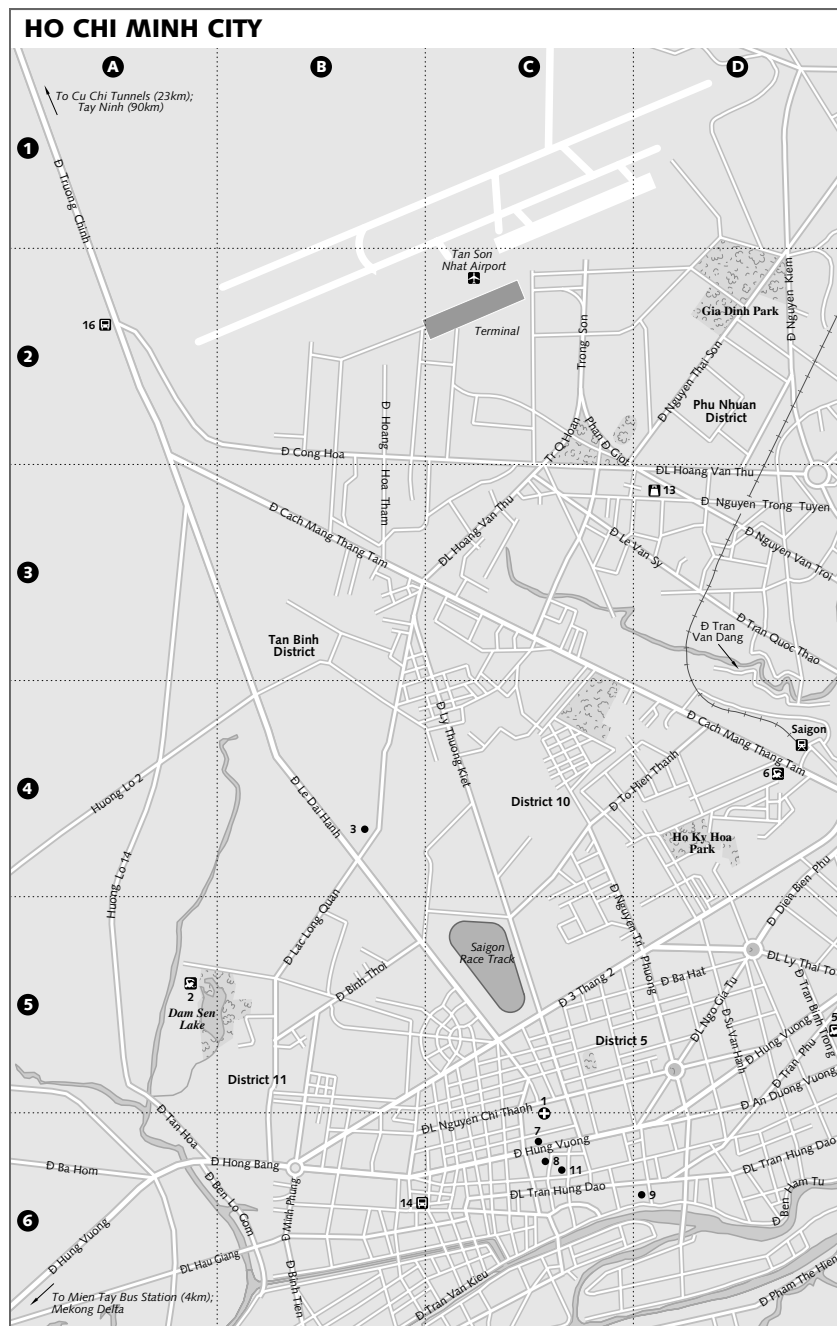 HO CHI MINH CITY
A
B
C
D
To Cu Chi Tunnels (23km);
Tay Ninh (90km)
1
Đ Truong Chinh
Tan Son
Nhat Airport
Terminal
16
2
Trong Son
Gia Dinh Park
Đ Nguyen Kiem
Đ Nguyen Thai Son
Phu Nhuan
District
Đ Hoang Hoa Tham
Tr Q Hoan
Phan Đ Giot
Đ Cong Hoa
ĐL Hoang Van Thu
13
Đ Nguyen Trong Tuyen
Đ Cach Mang Thang Tam
ĐL Hoang Van Thu
Đ Le Van Sy
Đ Nguyen Van Troi
3
Đ Tran
Van Dang
Đ Tran Quoc Thao
Tan Binh
District
Đ Ly Thuong Kiet
Đ Cach Mang Thang Tam
Saigon
6
Huong Lo 2
4
Đ Le Dai Hanh
District 10
Đ To Hien Thanh
3
Ho Ky Hoa
Park
Huong Lo 14
Đ Lac Long Quan
Đ Nguyen Tri Phuong
Đ Dien Bien Phu
Saigon
Race Track
Đ Binh Thoi
ĐL Ly Thai To
Đ Ba Hat
2
Dam Sen
Lake
5
Đ 3 Thang 2
ĐL Ngo Gia Tu
Đ Su Van Hanh
Đ Tran Binh Trong
5
Đ Hung Vuong
Đ Tran Phu
District 5
District 11
Đ An Duong Vuong
1
ĐL Nguyen Chi Thanh
Đ Tan Hoa
7
Đ Hung Vuong
8
11
Đ Ba Hom
Đ Hong Bang
ĐL Tran Hung Dao
ĐL Tran Hung Dao
Đ Ben Lo Gom
G Minh Phung
14
9
Đ Ben Ham Tu
6
Đ Hung Vuong
ĐL Hau Giang
Đ Binh Tien
Đ Tran Van Kieu
Đ Pham The Hien
To Mien Tay Bus Station (4km);
Mekong Delta